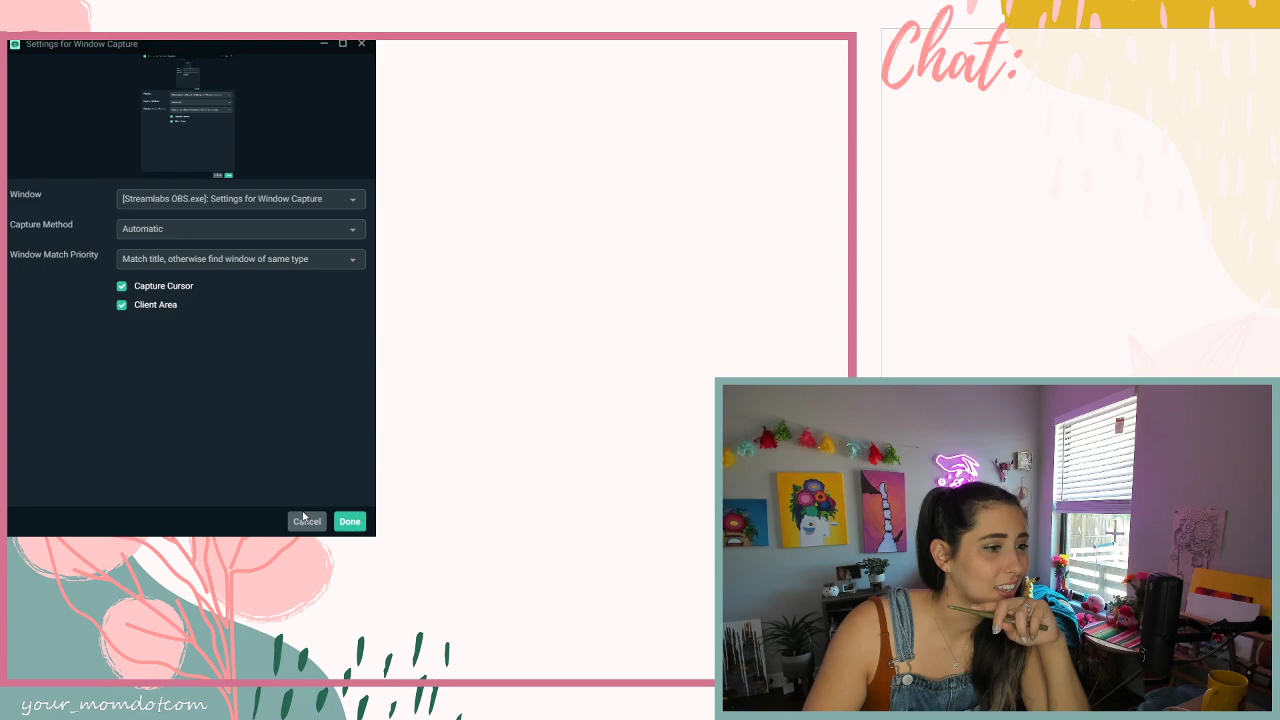 Settings for Window Capture
Chat:
Window
[Streamlabs OBS.exe]: Settings for Window Capture
Capture Method
Automatic
Window Match Priority
Match title, otherwise find window of same type
Capture Cursor
Client Area
Cancel
Done
your_momdotcom